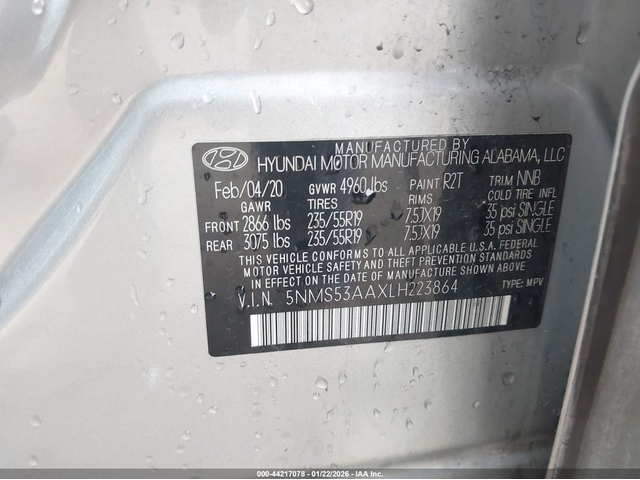 MANUFACTURED BY
HYUNDAI MOTOR MANUFACTURING ALABAMA, LLC
Feb/04/20 GVWR 4960 lbs PAINT R2T TRIM NNB
GAWR TIRES RIMS COLD TIRE INFL
FRONT 2866 lbs 235/55R19 7.5JX19 35 psi SINGLE
REAR 3075 lbs 235/55R19 7.5JX19 35 psi SINGLE
THIS VEHICLE CONFORMS TO ALL APPLICABLE U.S.A. FEDERAL
MOTOR VEHICLE SAFETY AND THEFT PREVENTION STANDARDS
IN EFFECT ON THE DATE OF MANUFACTURE SHOWN ABOVE.
V.I.N. 5NMS53AAXLH223864 TYPE: MPV
000-44217078 | 01/22/2026 | IAA Inc.